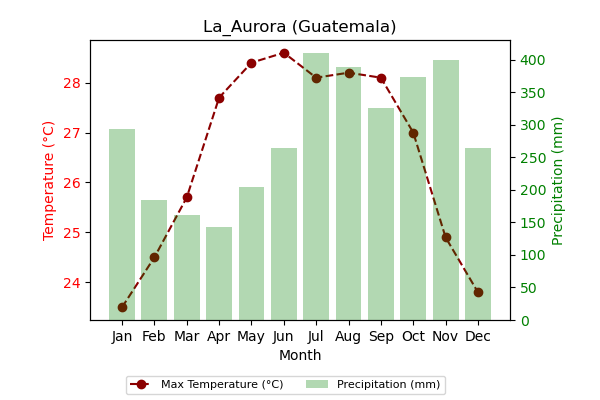 La_Aurora (Guatemala)
28
27
26
25
24
Temperature (°C)
400
350
300
250
200
150
100
50
0
Precipitation (mm)
Jan Feb Mar Apr May Jun Jul Aug Sep Oct Nov Dec
Month
Max Temperature (°C) Precipitation (mm)